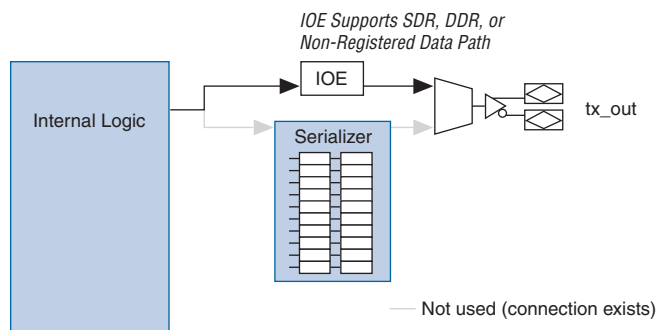 IOE Supports SDR, DDR, or
Non-Registered Data Path
IOE
Internal Logic
tx_out
Serializer
Not used (connection exists)